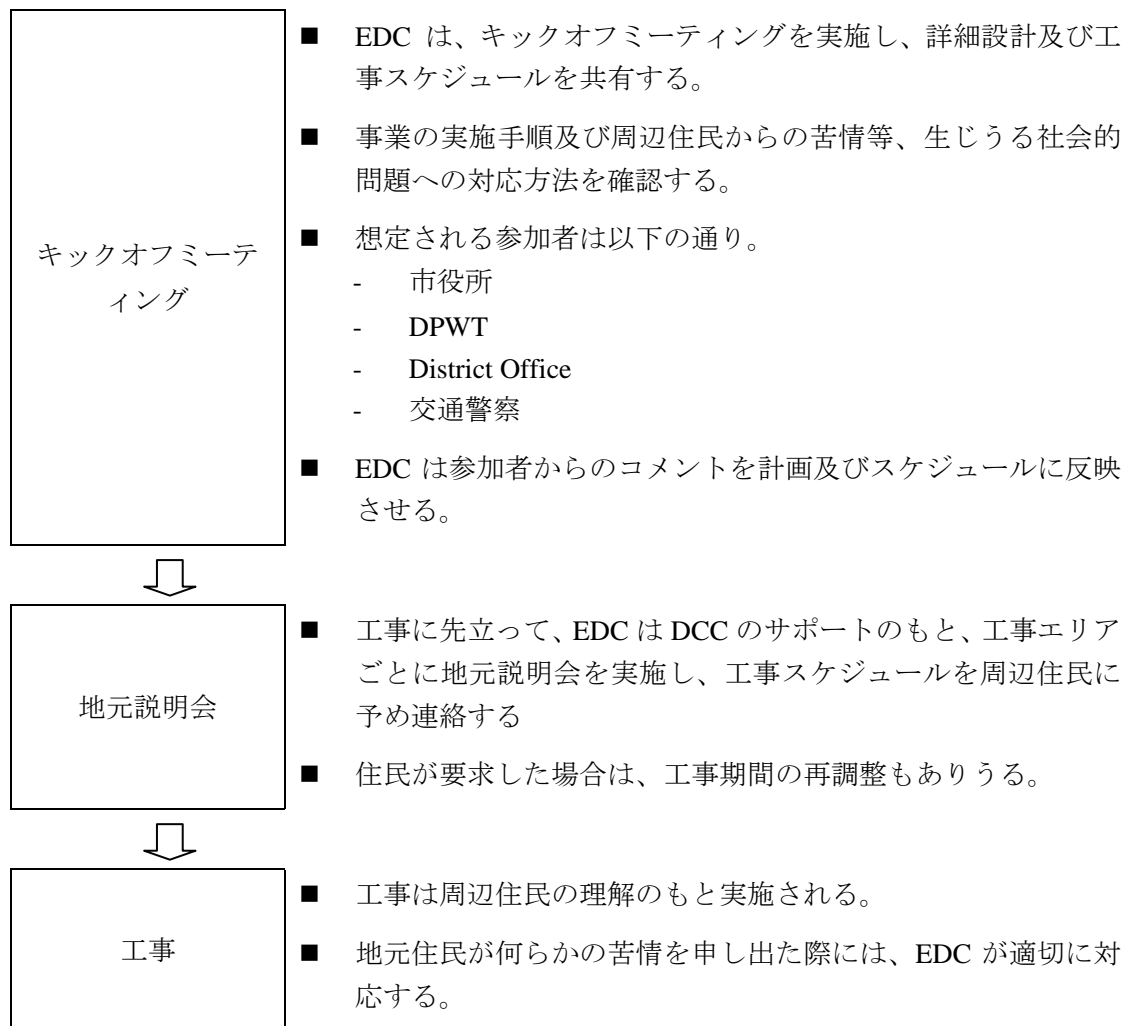 キックオフミーテ
ィング
■ EDC は、キックオフミーティングを実施し、詳細設計及び工
事スケジュールを共有する。
■ 事業の実施手順及び周辺住民からの苦情等、生じうる社会的
問題への対応方法を確認する。
■ 想定される参加者は以下の通り。
- 市役所
- DPWT
- District Office
- 交通警察
■ EDC は参加者からのコメントを計画及びスケジュールに反映
させる。
地元説明会
■ 工事に先立って、EDC は DCC のサポートのもと、工事エリア
ごとに地元説明会を実施し、工事スケジュールを周辺住民に
予め連絡する
■ 住民が要求した場合は、工事期間の再調整もありうる。
工事
■ 工事は周辺住民の理解のもと実施される。
■ 地元住民が何らかの苦情を申し出た際には、EDC が適切に対
応する。